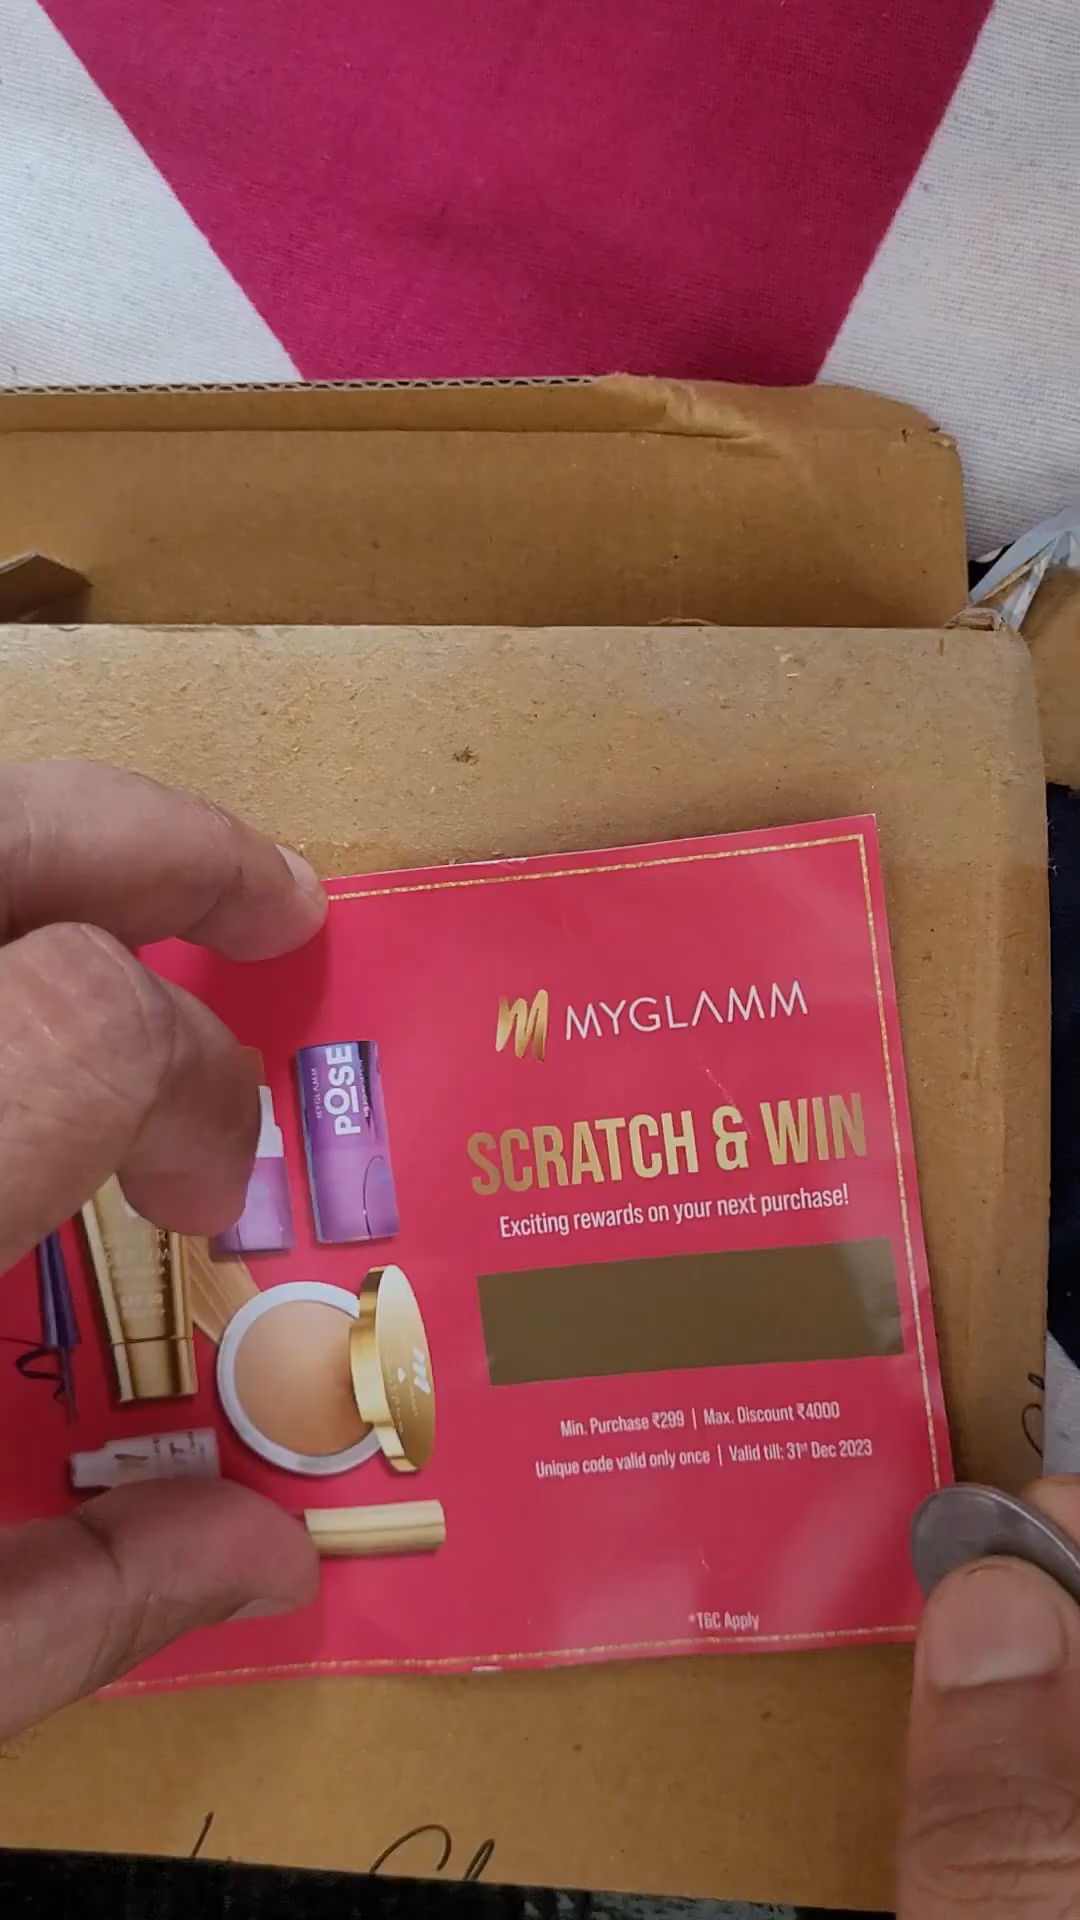 MYGLAMM
POSE
MYGLAMM
SCRATCH & WIN
Exciting rewards on your next purchase!
Min. Purchase ₹299 | Max. Discount ₹4000
Unique code valid only once | Valid till: 31st Dec 2023
*T&C Apply